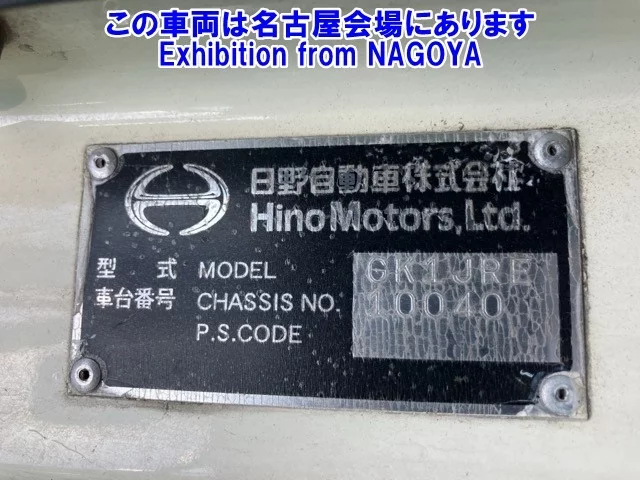 この車両は名古屋会場にあります
Exhibition from NAGOYA
日野自動車株式会社
Hino Motors, Ltd.
型 式 MODEL GK1JRE
車台番号 CHASSIS NO. 10040
P.S.CODE